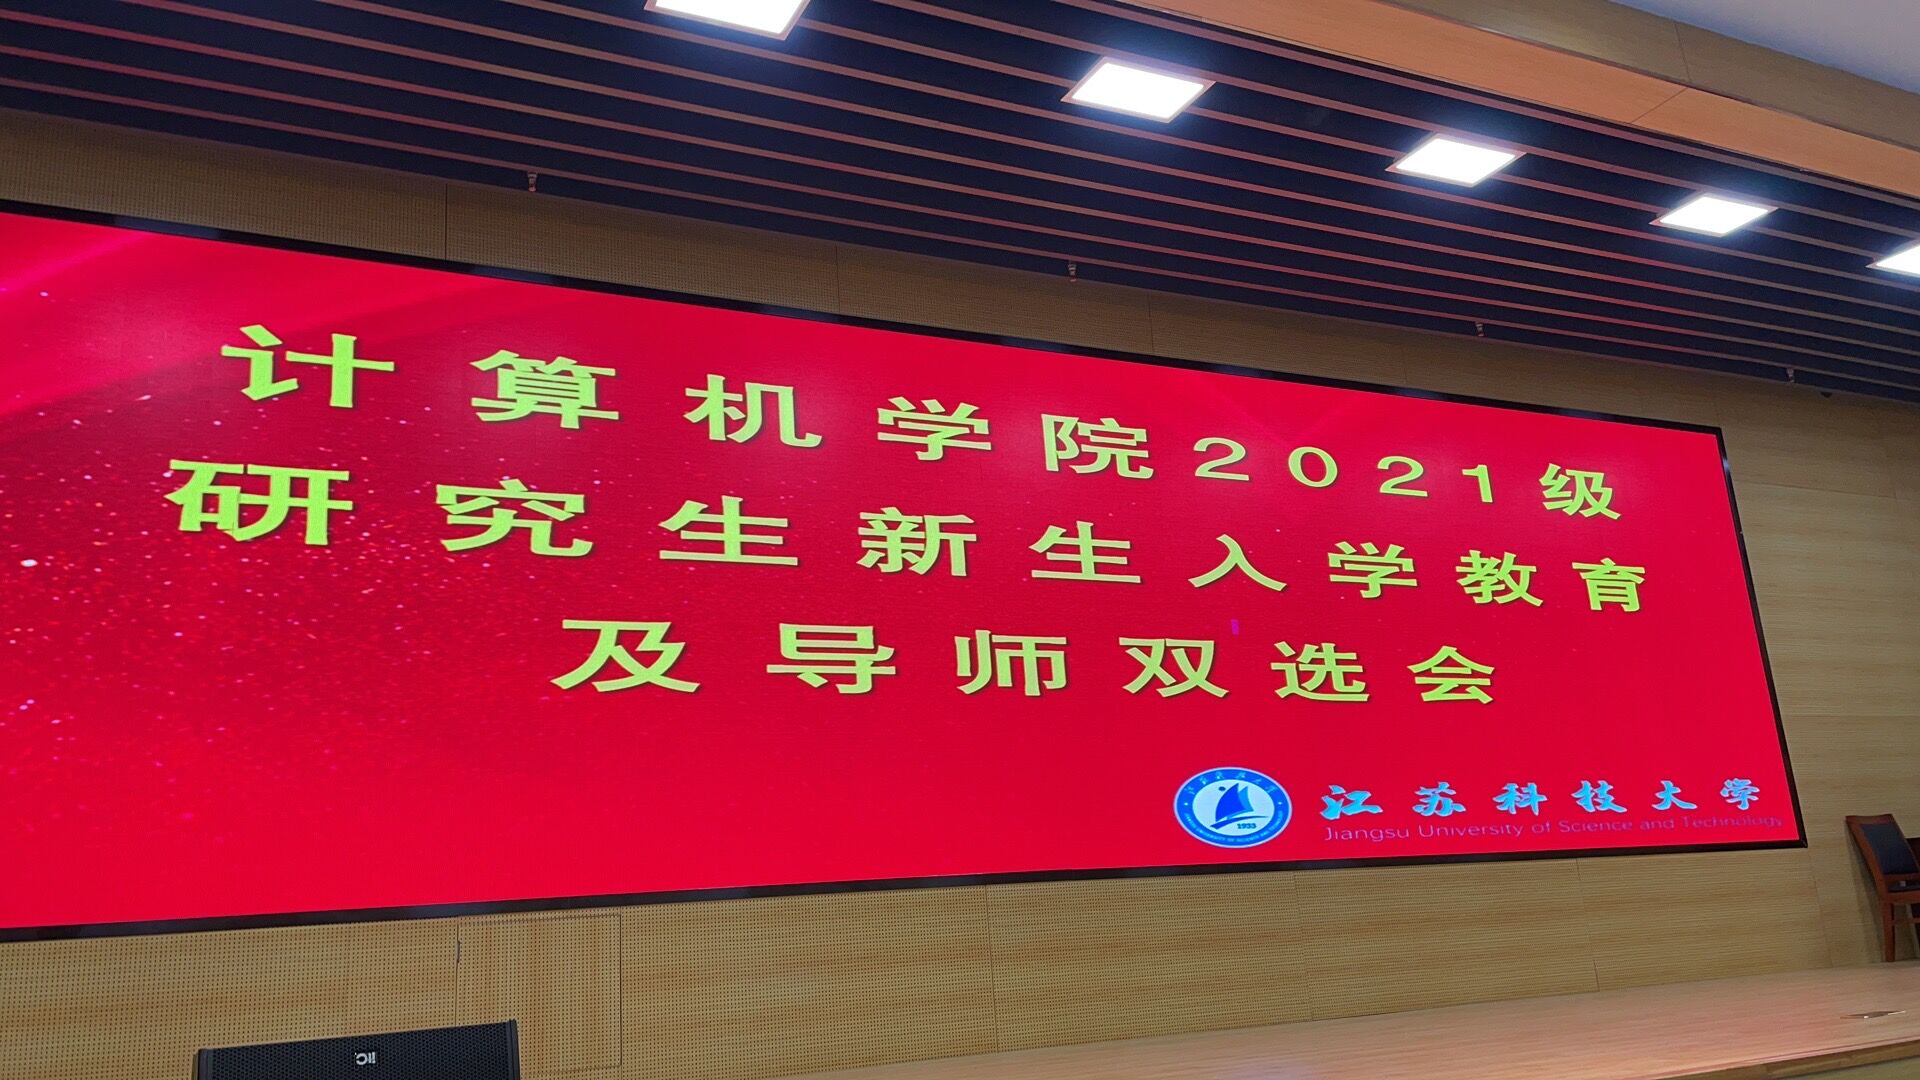 计算机学院2021级
研究生新生入学教育
及导师双选会
江苏科技大学
Jiangsu University of Science and Technology
1933